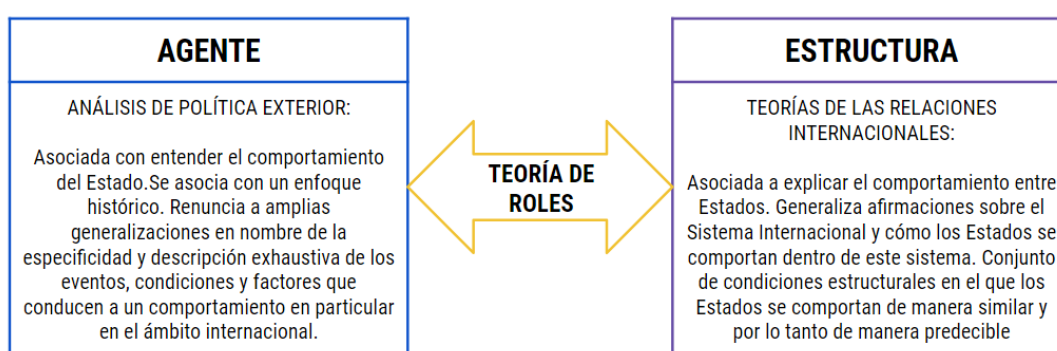 AGENTE
ANÁLISIS DE POLÍTICA EXTERIOR:
Asociada con entender el comportamiento
del Estado.Se asocia con un enfoque
histórico. Renuncia a amplias
generalizaciones en nombre de la
especificidad y descripción exhaustiva de los
eventos, condiciones y factores que
conducen a un comportamiento en particular
en el ámbito internacional.
TEORÍA DE
ROLES
ESTRUCTURA
TEORÍAS DE LAS RELACIONES
INTERNACIONALES:
Asociada a explicar el comportamiento entre
Estados. Generaliza afirmaciones sobre el
Sistema Internacional y cómo los Estados se
comportan dentro de este sistema. Conjunto
de condiciones estructurales en el que los
Estados se comportan de manera similar y
por lo tanto de manera predecible